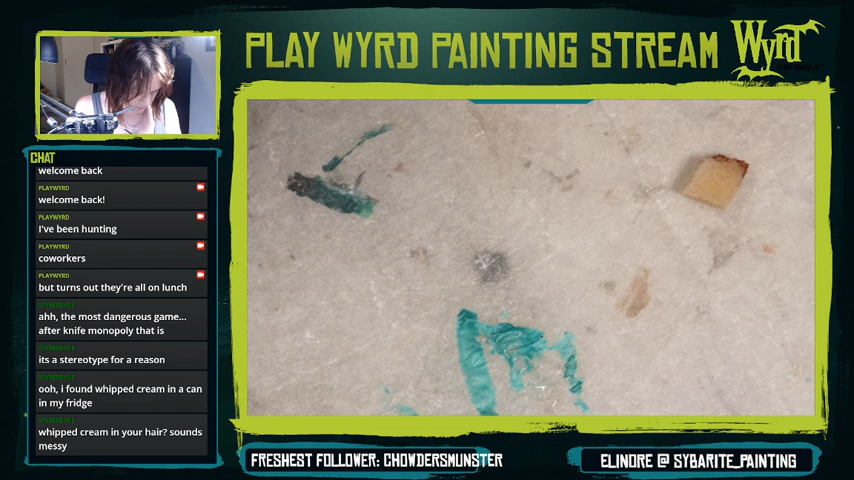 PLAY WYRD PAINTING STREAM
Wyrd
CHAT
welcome back
PLAYWYRD
welcome back!
PLAYWYRD
I've been hunting
PLAYWYRD
coworkers
PLAYWYRD
but turns out they're all on lunch
ahh, the most dangerous game...
after knife monopoly that is
its a stereotype for a reason
ooh, i found whipped cream in a can
in my fridge
whipped cream in your hair? sounds
messy
FRESHEST FOLLOWER: CHOWDERSMUNSTER
ELINORE @ SYBARITE_PAINTING